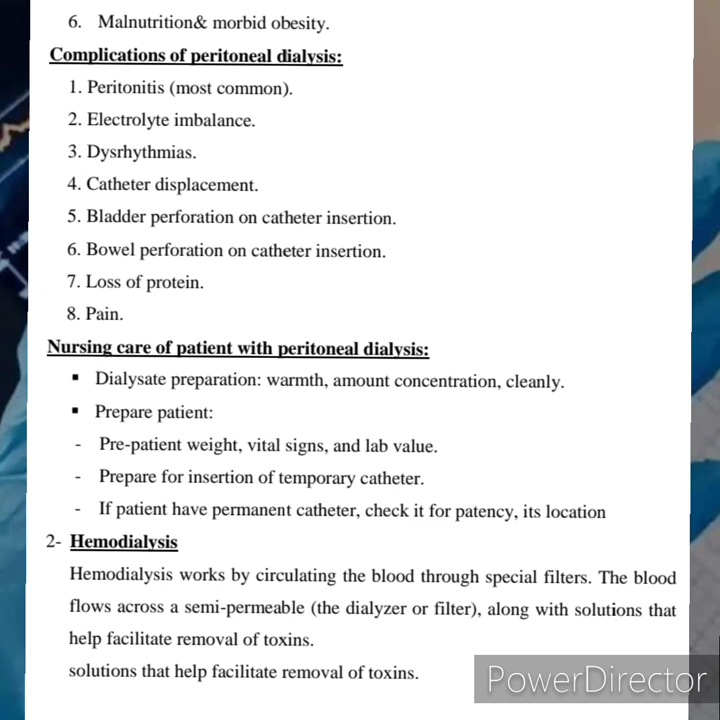 6. Malnutrition& morbid obesity.
Complications of peritoneal dialysis:
1. Peritonitis (most common).
2. Electrolyte imbalance.
3. Dysrhythmias.
4. Catheter displacement.
5. Bladder perforation on catheter insertion.
6. Bowel perforation on catheter insertion.
7. Loss of protein.
8. Pain.
Nursing care of patient with peritoneal dialysis:
▪ Dialysate preparation: warmth, amount concentration, cleanly.
▪ Prepare patient:
- Pre-patient weight, vital signs, and lab value.
- Prepare for insertion of temporary catheter.
- If patient have permanent catheter, check it for patency, its location
2- Hemodialysis
Hemodialysis works by circulating the blood through special filters. The blood
flows across a semi-permeable (the dialyzer or filter), along with solutions that
help facilitate removal of toxins.
solutions that help facilitate removal of toxins.
PowerDirector